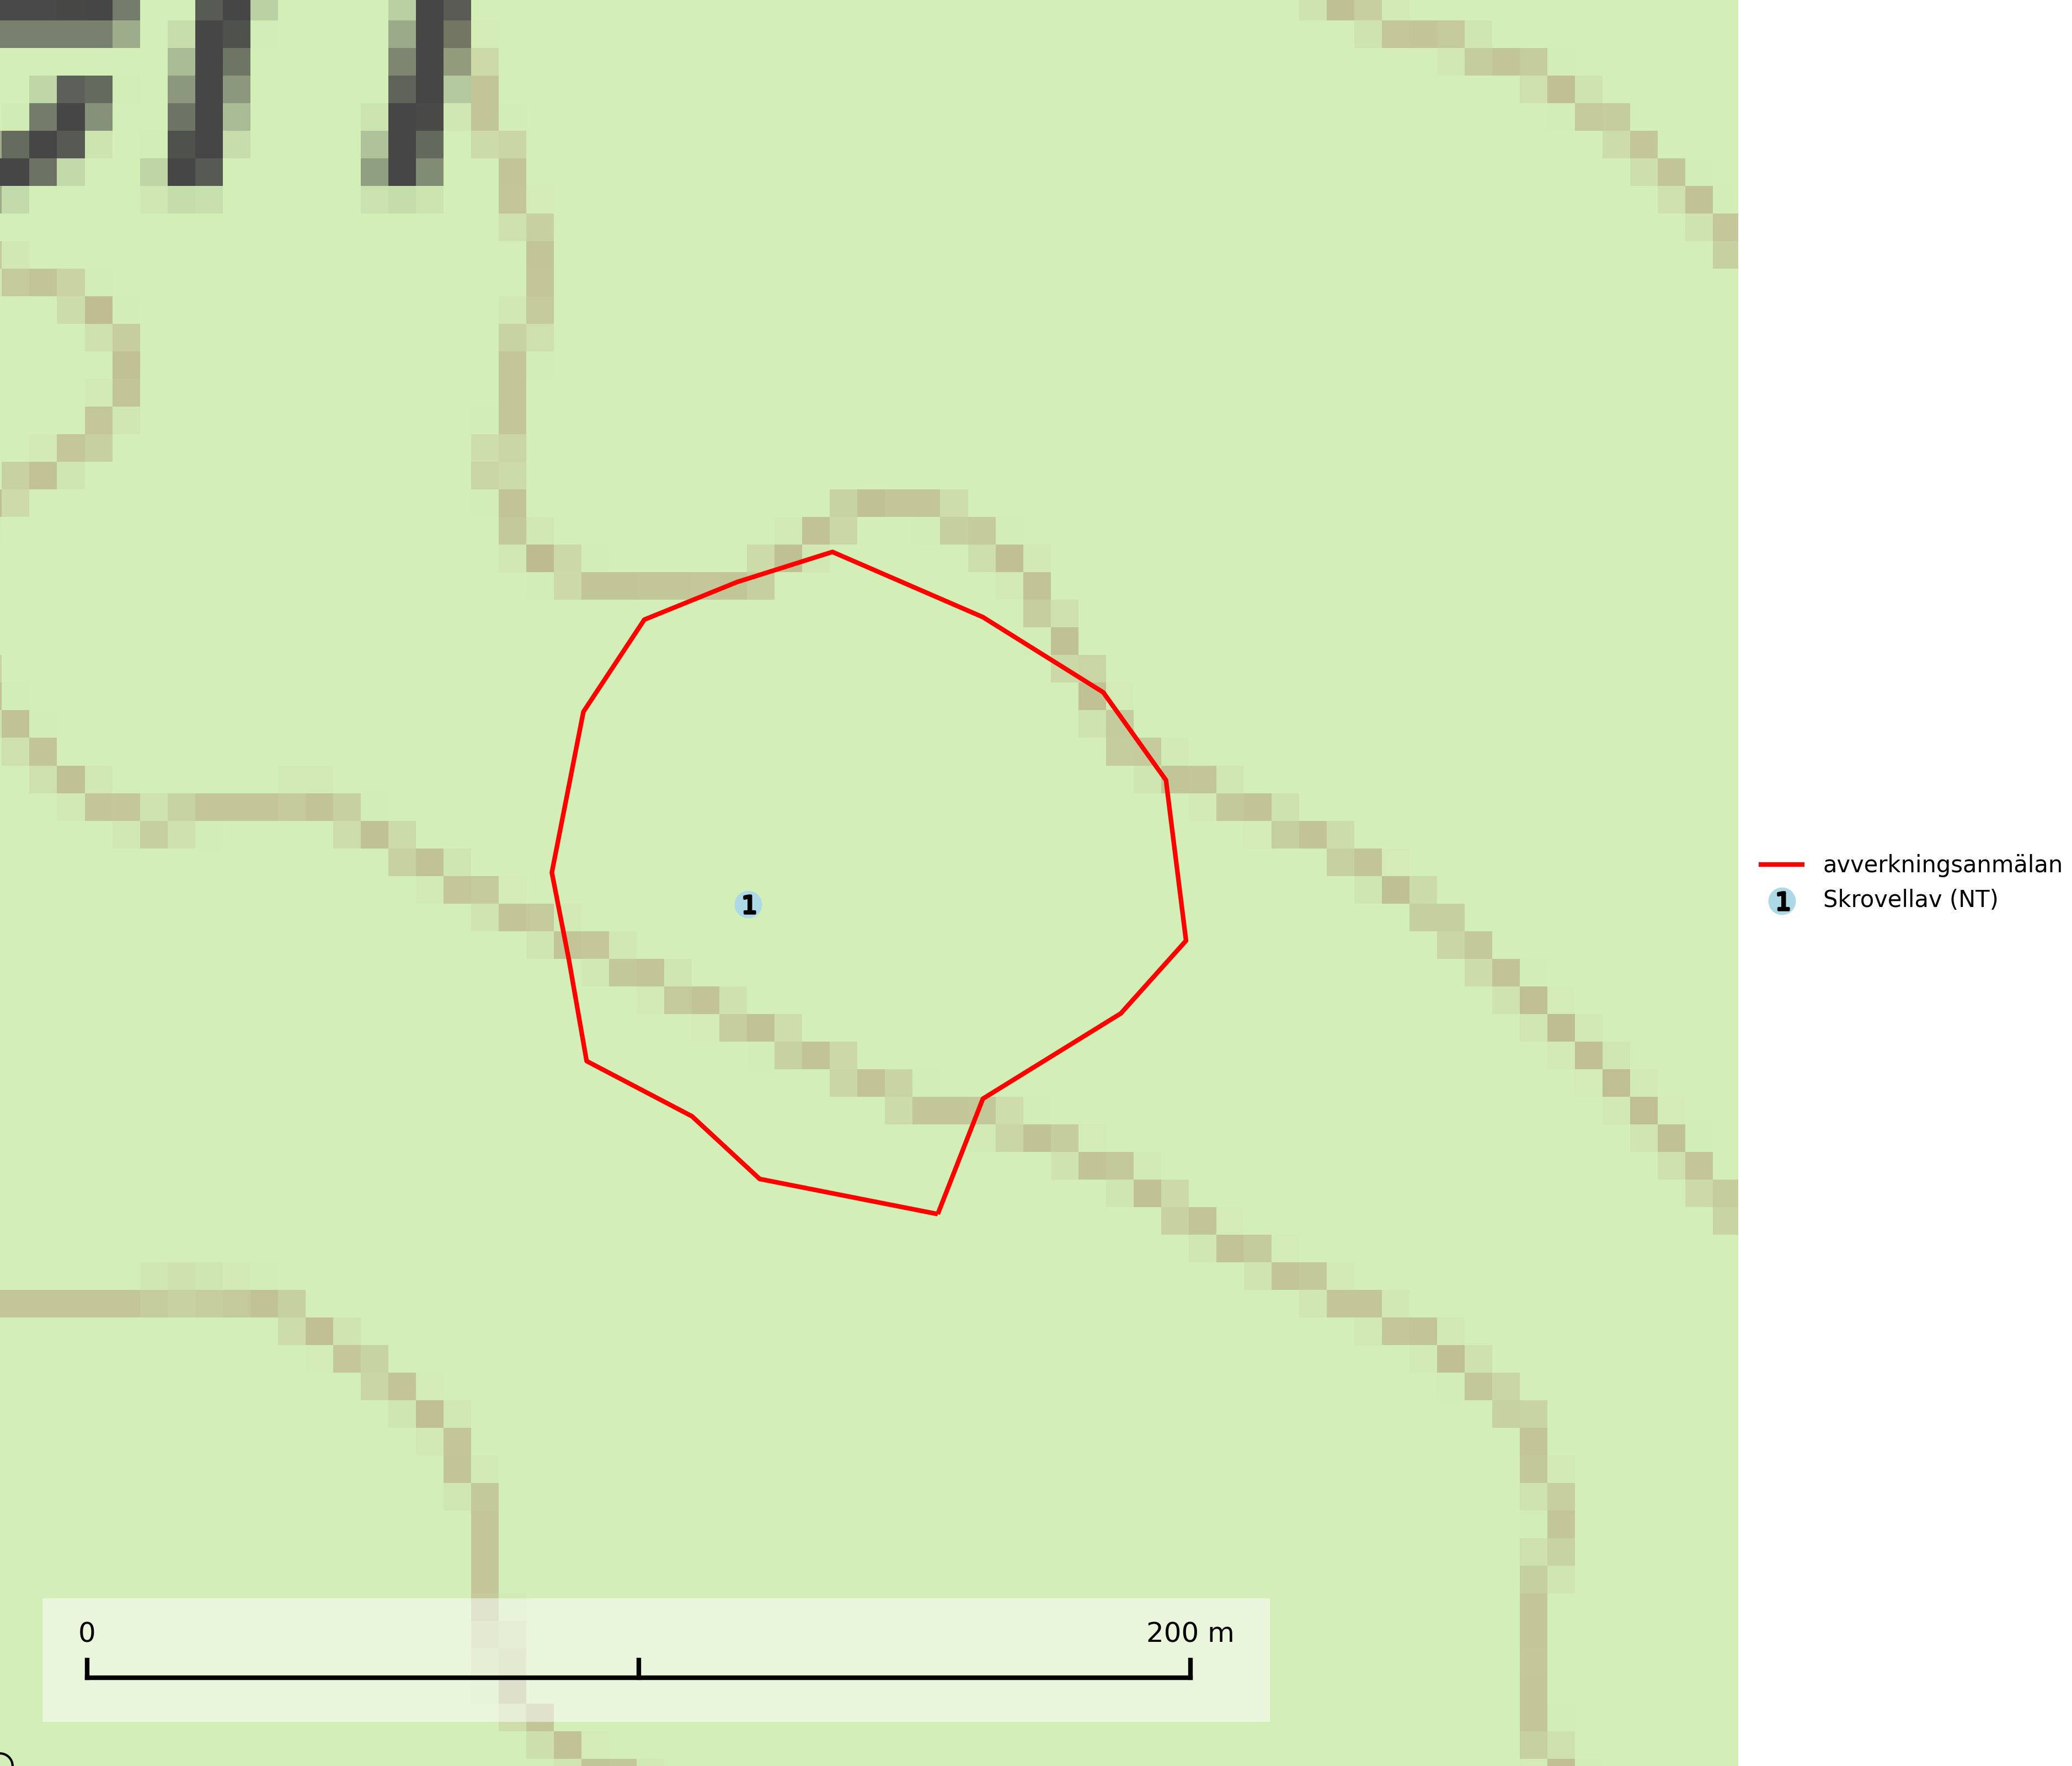 1
avverkningsanmälan
1 Skrovellav (NT)
0 200 m